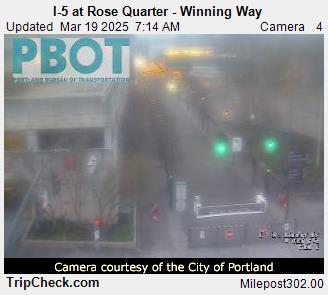 I-5 at Rose Quarter - Winning Way
Updated Mar 19 2025 7:14 AM Camera 4
PBOT
PORTLAND BUREAU OF TRANSPORTATION
Camera courtesy of the City of Portland
TripCheck.com Milepost302.00